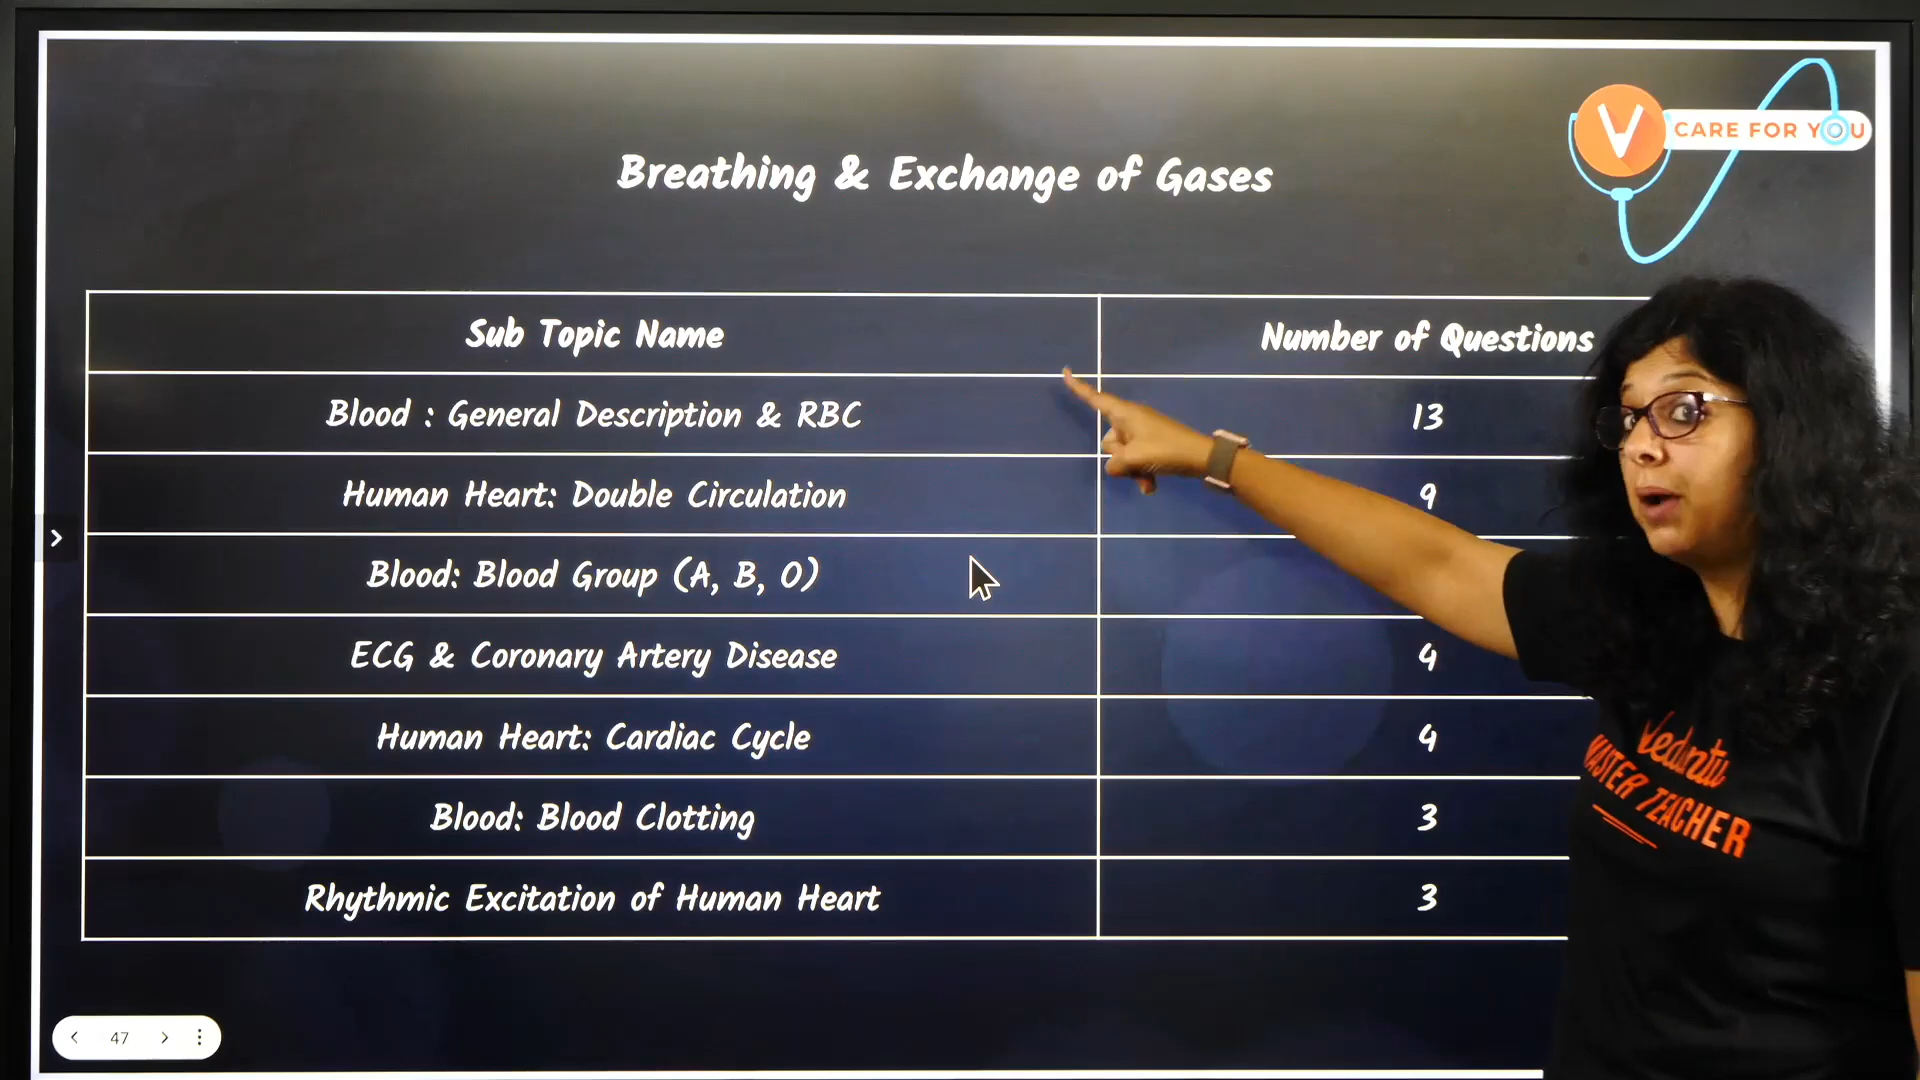 CARE FOR YOU
Breathing & Exchange of Gases
Sub Topic Name Number of Questions
Blood : General Description & RBC 13
Human Heart: Double Circulation 9
Blood: Blood Group (A, B, O)
ECG & Coronary Artery Disease 4
Human Heart: Cardiac Cycle 4
Blood: Blood Clotting 3
Rhythmic Excitation of Human Heart 3
Vedantu
MASTER TEACHER
47